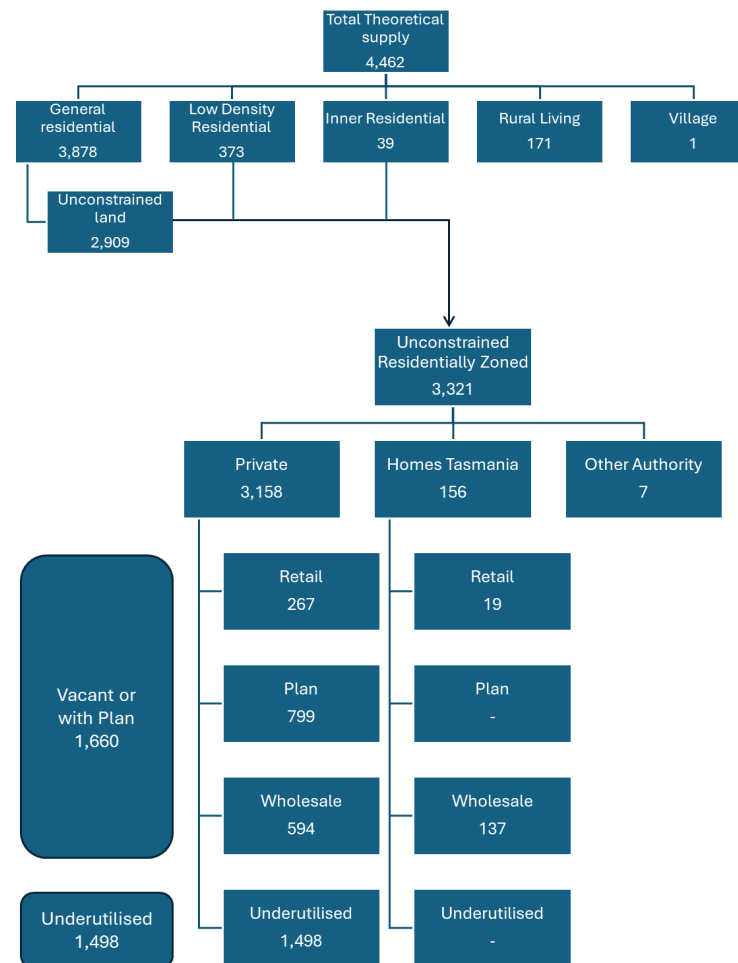 Total Theoretical
supply
4,462
General
residential
3,878
Low Density
Residential
373
Inner Residential
39
Rural Living
171
Village
1
Unconstrained
land
2,909
Unconstrained
Residentially Zoned
3,321
Private
3,158
Homes Tasmania
156
Other Authority
7
Vacant or
with Plan
1,660
Retail
267
Retail
19
Plan
799
Plan
-
Wholesale
594
Wholesale
137
Underutilised
1,498
Underutilised
1,498
Underutilised
-